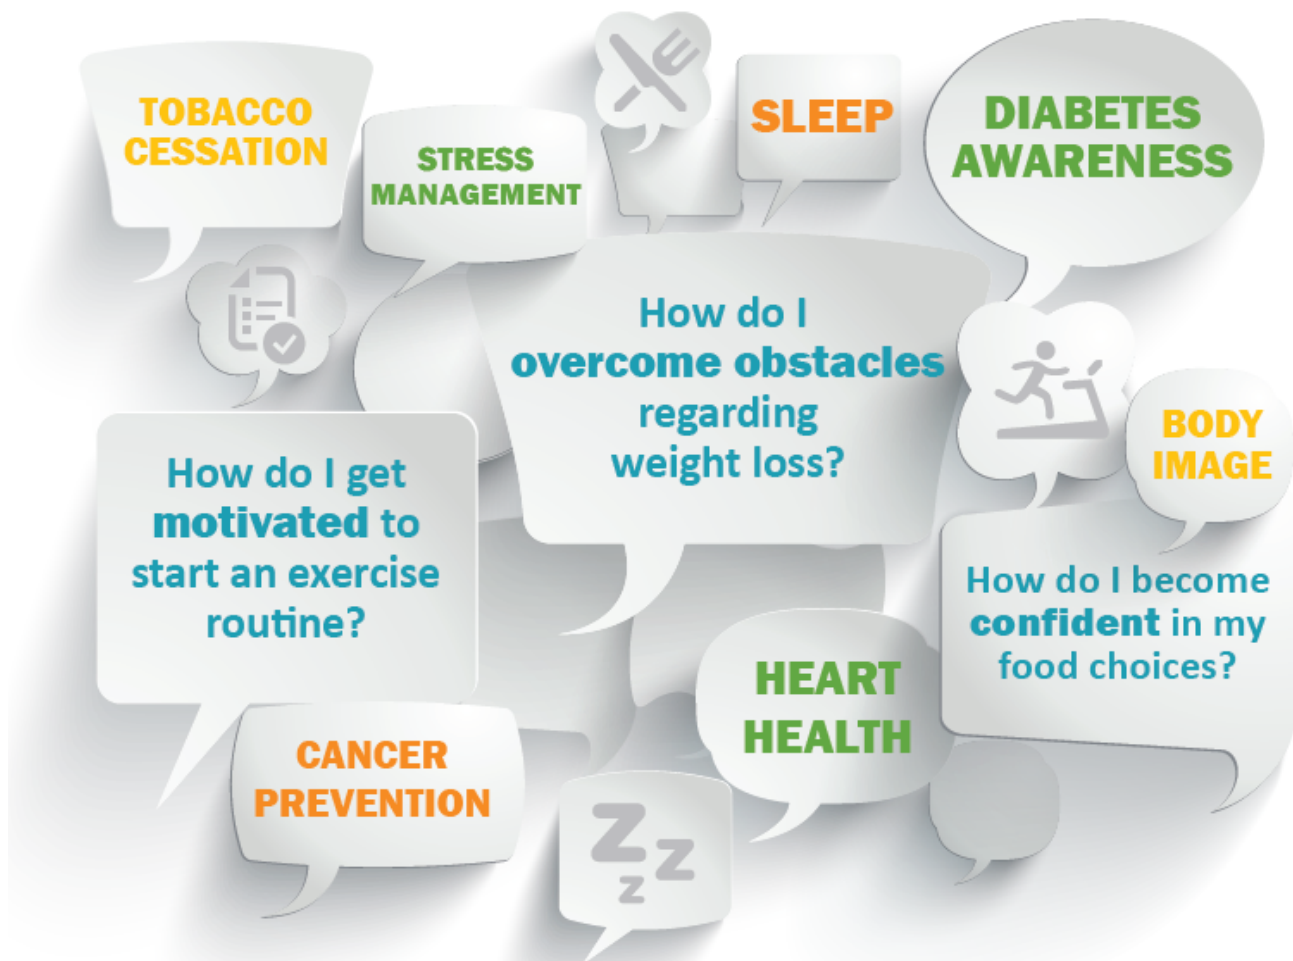 TOBACCO
CESSATION
STRESS
MANAGEMENT
SLEEP
DIABETES
AWARENESS
How do I
overcome obstacles
regarding
weight loss?
BODY
IMAGE
How do I get
motivated to
start an exercise
routine?
How do I become
confident in my
food choices?
HEART
HEALTH
CANCER
PREVENTION
Z
Z
Z